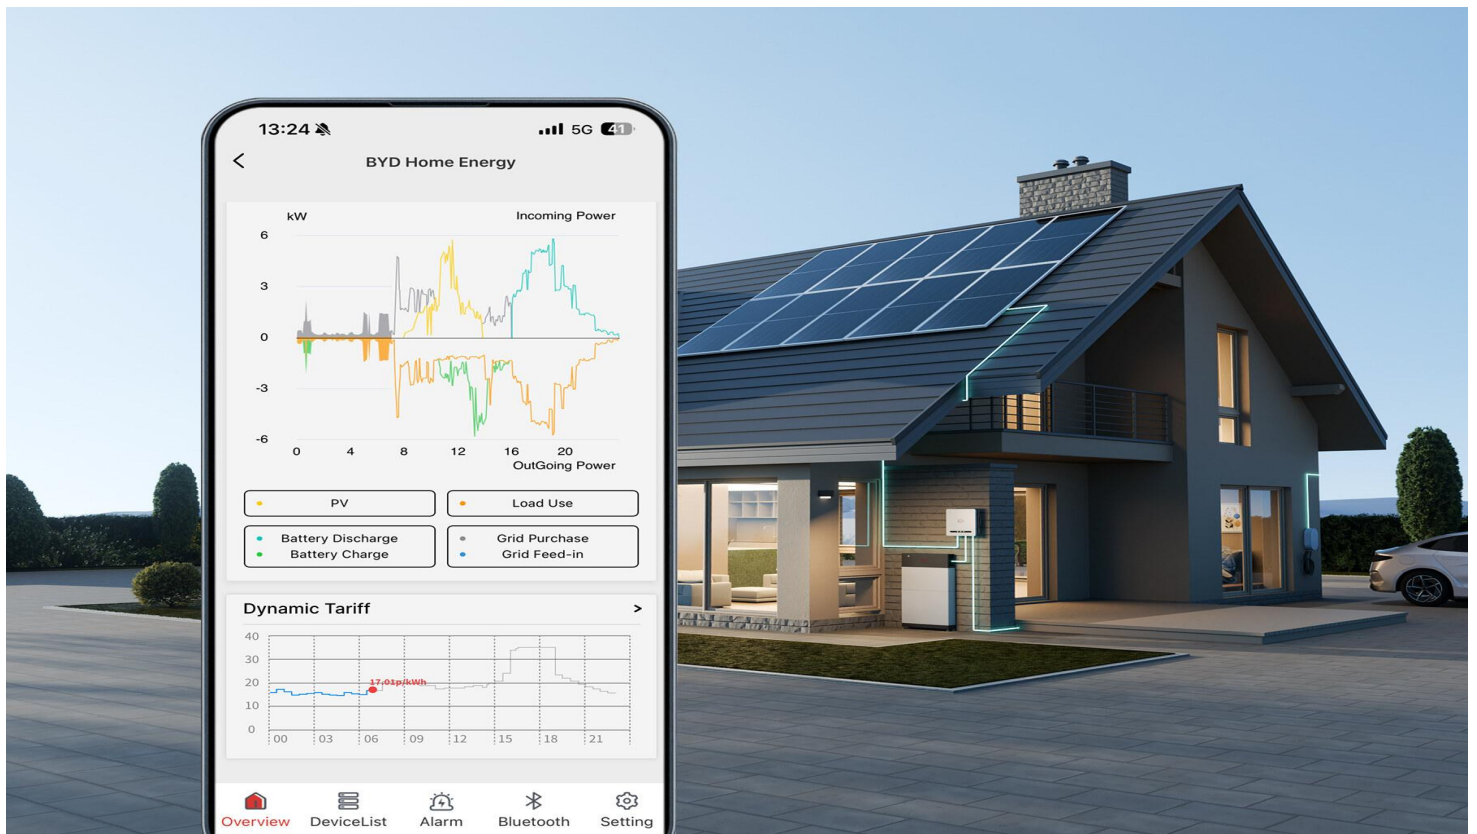 13:24
5G 41
BYD Home Energy
kW
Incoming Power
6
3
0
-3
-6
0 4 8 12 16 20
OutGoing Power
PV
Load Use
Battery Discharge
Battery Charge
Grid Purchase
Grid Feed-in
Dynamic Tariff
40
30
20
10
0
17.01p/kWh
00 03 06 09 12 15 18 21
Overview DeviceList Alarm Bluetooth Setting